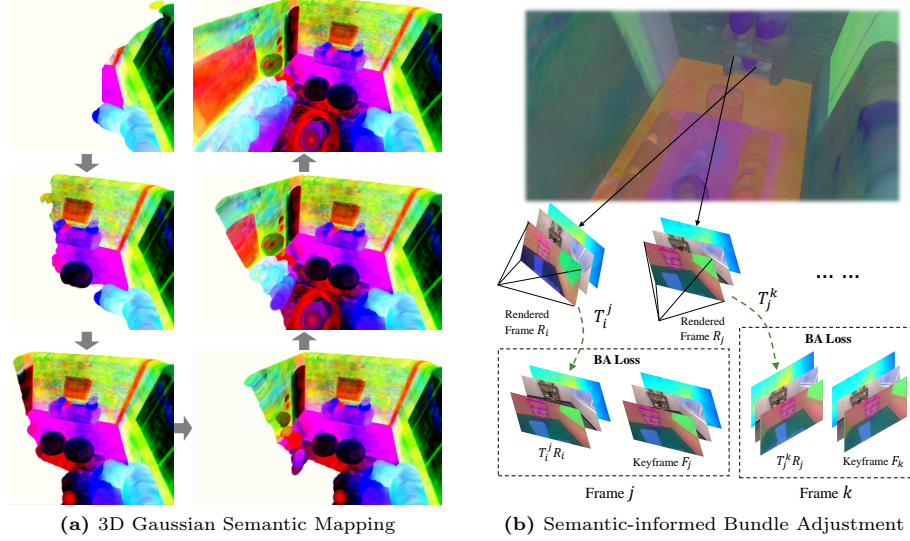 ... ...
T_i^j
T_j^k
Rendered
Frame R_i
Rendered
Frame R_j
BA Loss
T_i^j R_i
Keyframe F_j
Frame j
BA Loss
T_j^k R_j
Keyframe F_k
Frame k
(a) 3D Gaussian Semantic Mapping
(b) Semantic-informed Bundle Adjustment